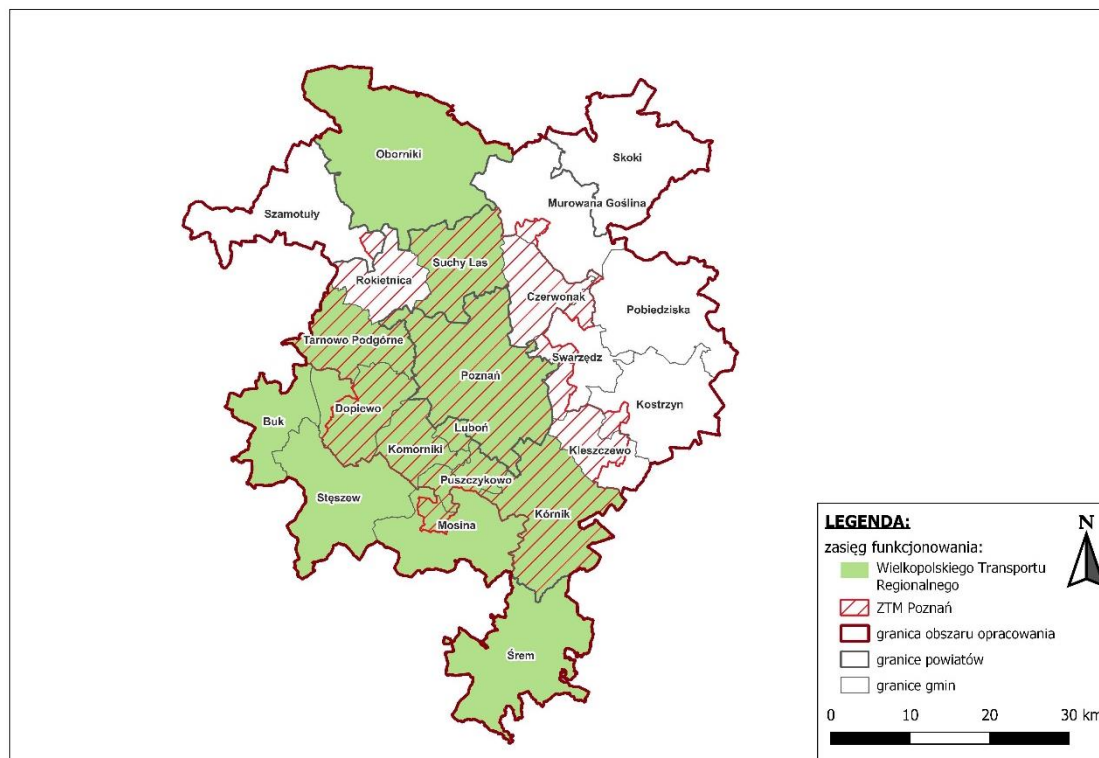 Oborniki
Skoki
Murowana Goślina
Szamotuły
Suchy Las
Rokietnica
Czerwonak
Pobiedziska
Tarnowo Podgórne
Swarzędz
Poznań
Kostrzyn
Dopiewo
Buk
Luboń
Komorniki
Kleszczewo
Puszczykowo
Stęszew
Kórnik
Mosina
Śrem
LEGENDA:
N
zasięg funkcjonowania:
Wielkopolskiego Transportu
Regionalnego
ZTM Poznań
granica obszaru opracowania
granice powiatów
granice gmin
0 10 20 30 km